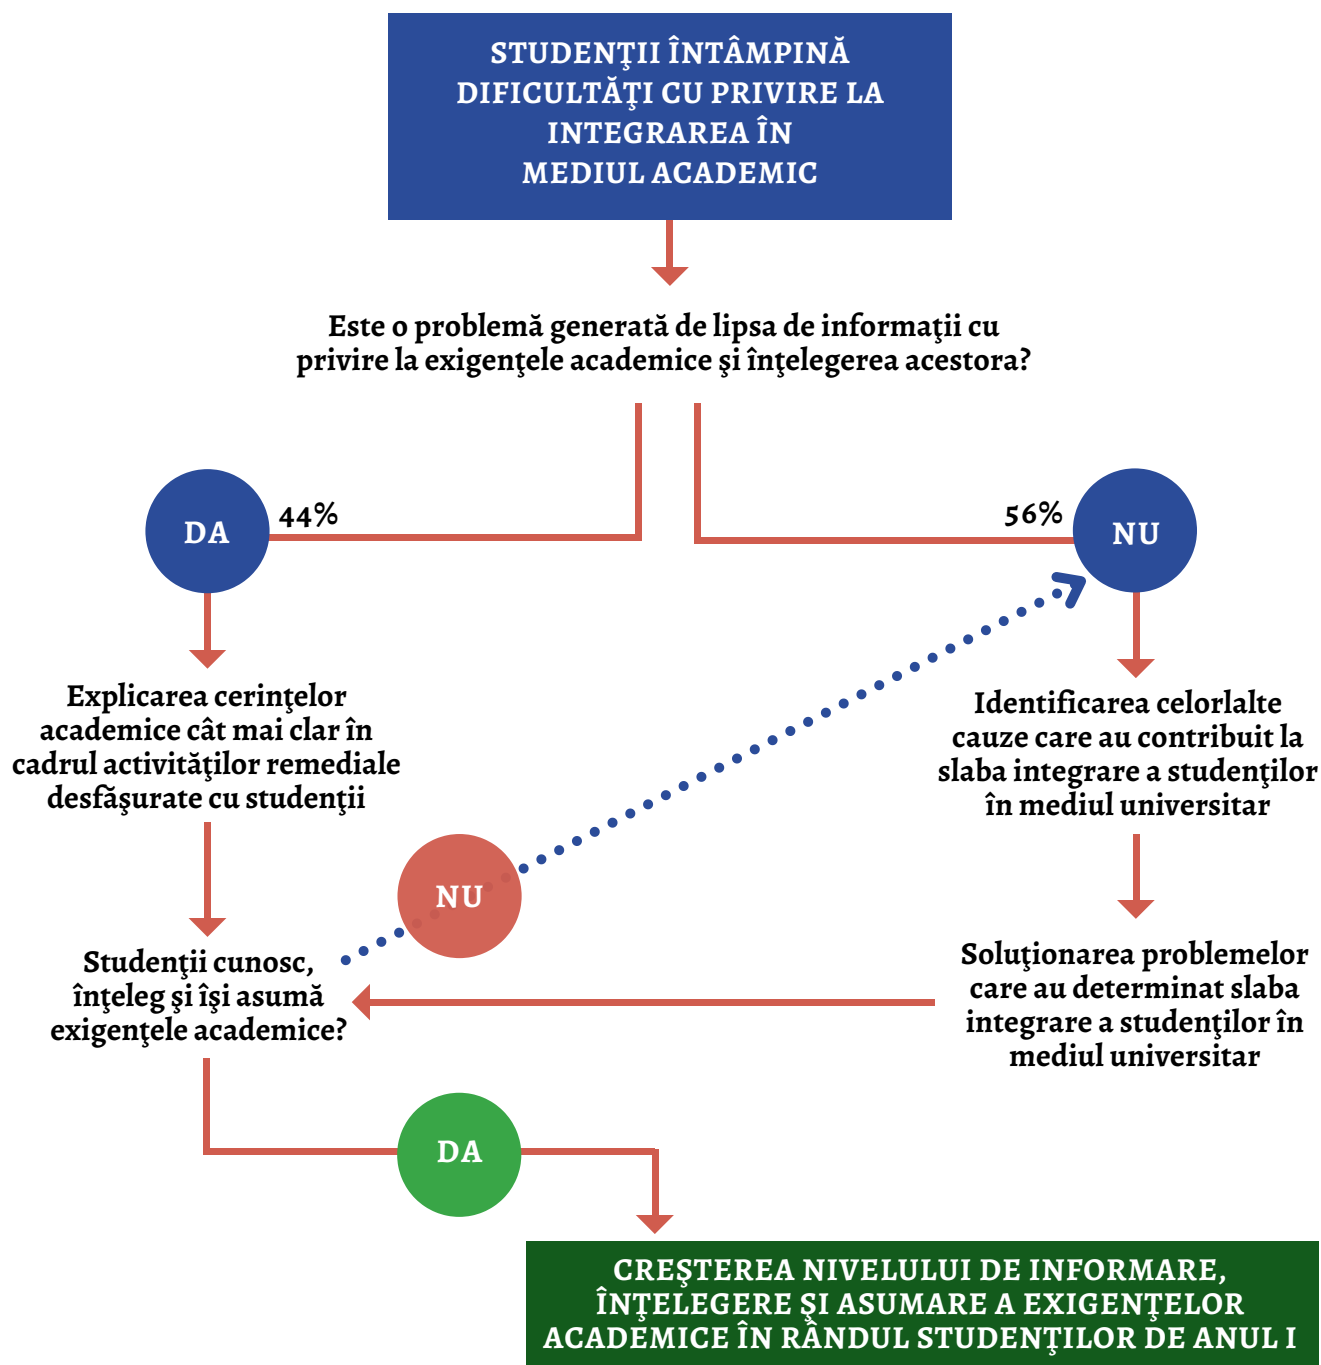 STUDENŢII ÎNTÂMPINĂ
DIFICULTĂŢI CU PRIVIRE LA
INTEGRAREA ÎN
MEDIUL ACADEMIC
Este o problemă generată de lipsa de informaţii cu
privire la exigenţele academice şi înţelegerea acestora?
DA
44%
56%
NU
Explicarea cerinţelor
academice cât mai clar în
cadrul activităţilor remediale
desfăşurate cu studenţii
Identificarea celorlalte
cauze care au contribuit la
slaba integrare a studenţilor
în mediul universitar
NU
Studenţii cunosc,
înţeleg şi îşi asumă
exigenţele academice?
Soluţionarea problemelor
care au determinat slaba
integrare a studenţilor în
mediul universitar
DA
CREŞTEREA NIVELULUI DE INFORMARE,
ÎNŢELEGERE ŞI ASUMARE A EXIGENŢELOR
ACADEMICE ÎN RÂNDUL STUDENŢILOR DE ANUL I